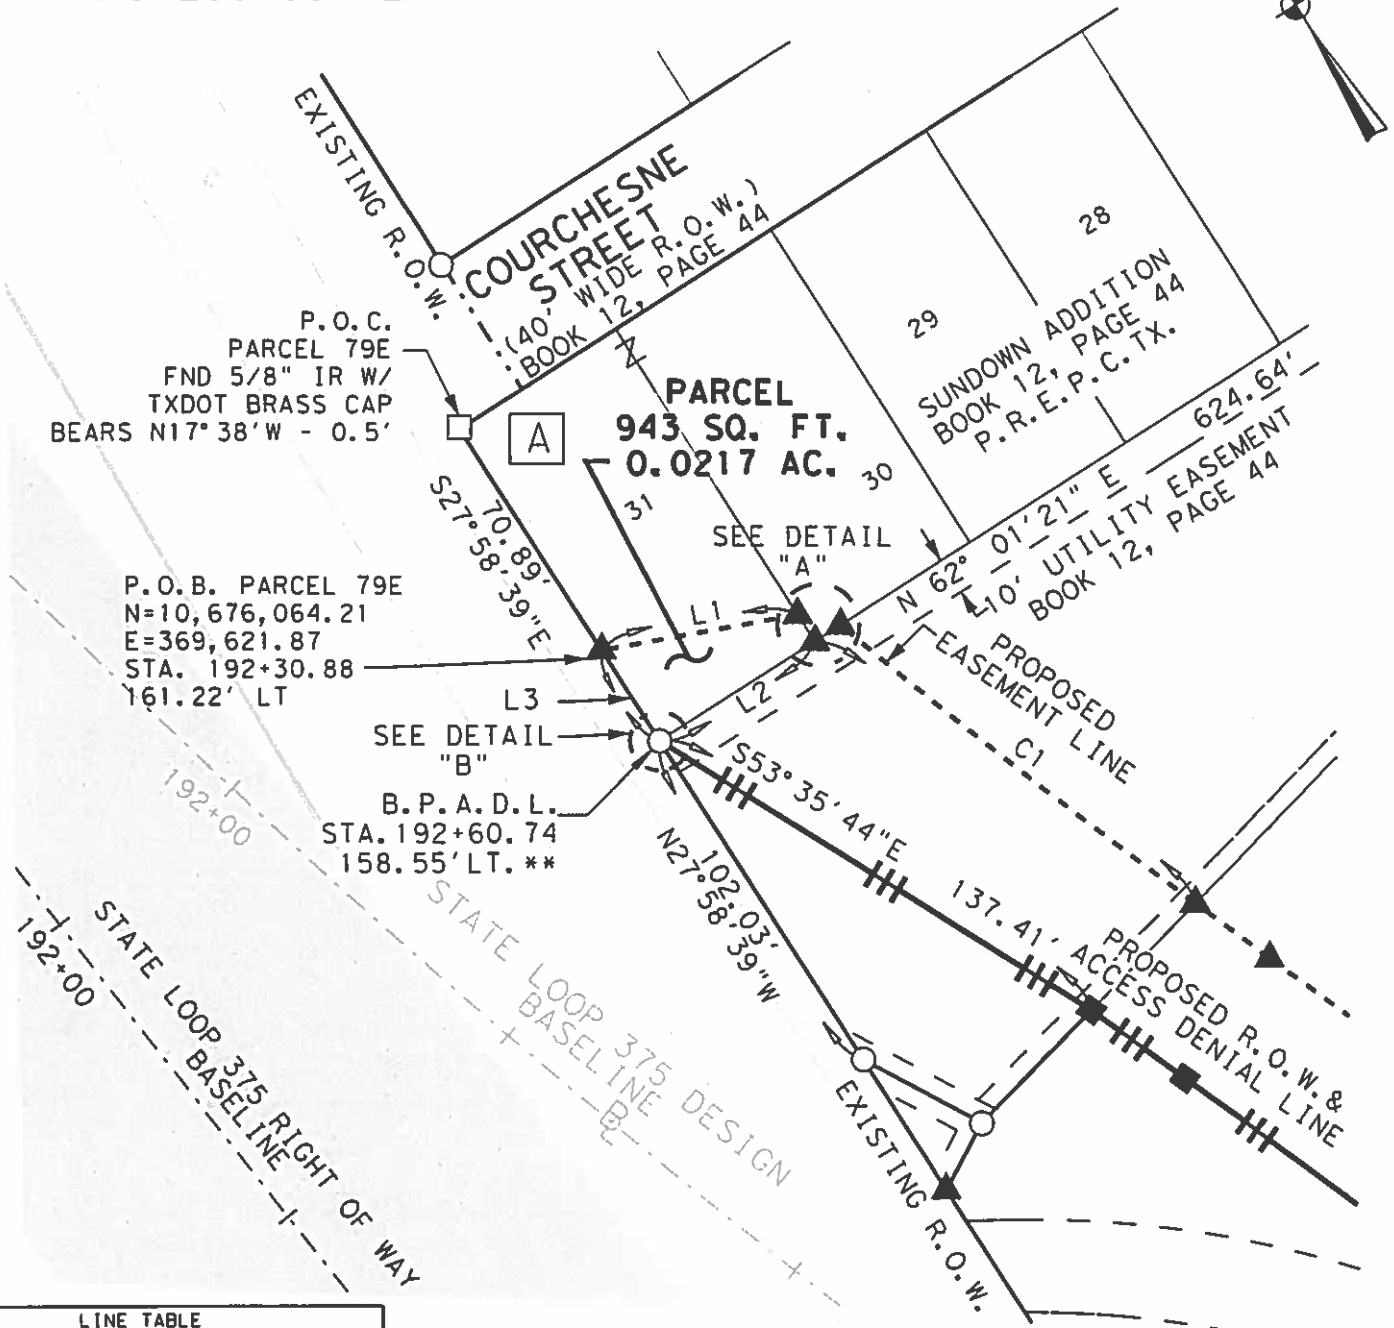 EXISTING R.O.W.
COURCHESNE
STREET
(40' WIDE R.O.W.)
BOOK 12, PAGE 44
P.O.C.
PARCEL 79E
FND 5/8" IR W/
TXDOT BRASS CAP
BEARS N17°38'W - 0.5'
A
PARCEL
943 SQ. FT.
0.0217 AC.
28
29
30
31
SUNDOWN ADDITION
BOOK 12, PAGE 44
P.R.E.P.C.TX.
N 62° 01'21" E 624.64'
10' UTILITY EASEMENT
BOOK 12, PAGE 44
70.89'
S27°58'39"E
SEE DETAIL
"A"
P.O.B. PARCEL 79E
N=10,676,064.21
E=369,621.87
STA. 192+30.88
161.22' LT
L1
L2
L3
SEE DETAIL
"B"
B.P.A.D.L.
STA.192+60.74
158.55'LT.**
PROPOSED
EASEMENT LINE
C1
S53°35'44"E
137.41'
102.03'
N27°58'39"W
PROPOSED R.O.W.&
ACCESS DENIAL LINE
192+00
STATE LOOP 375 DESIGN
BASELINE
192+00
STATE LOOP 375 RIGHT OF WAY
BASELINE
EXISTING R.O.W.
LINE TABLE